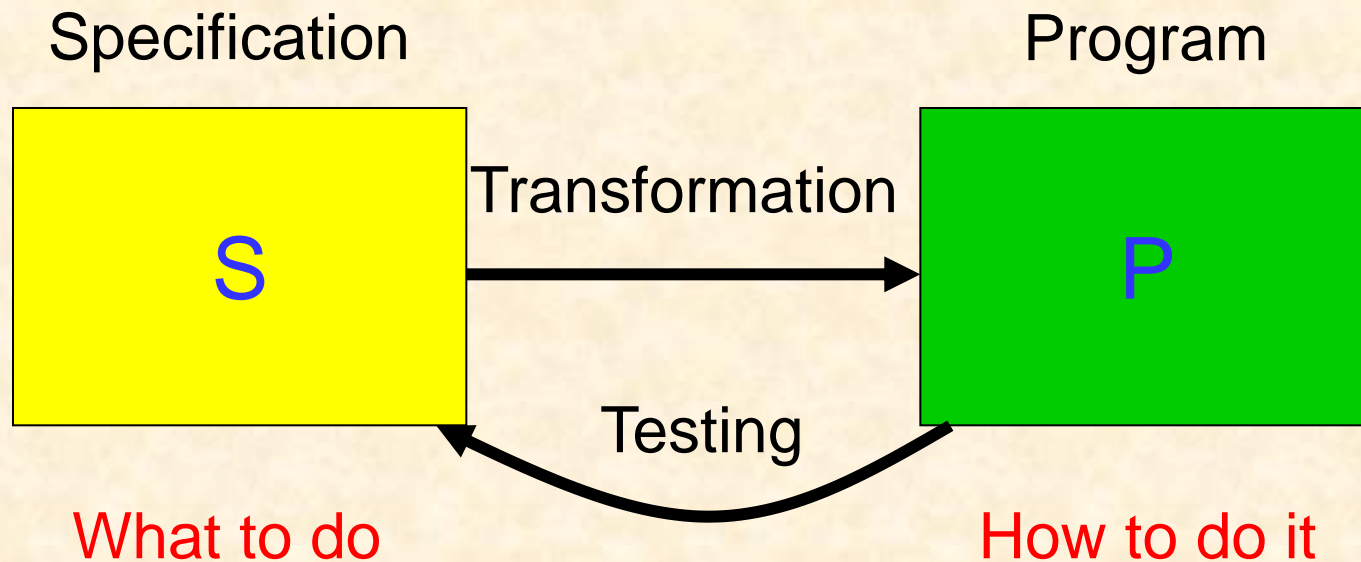 Specification
Program
Transformation
S
P
Testing
What to do
How to do it